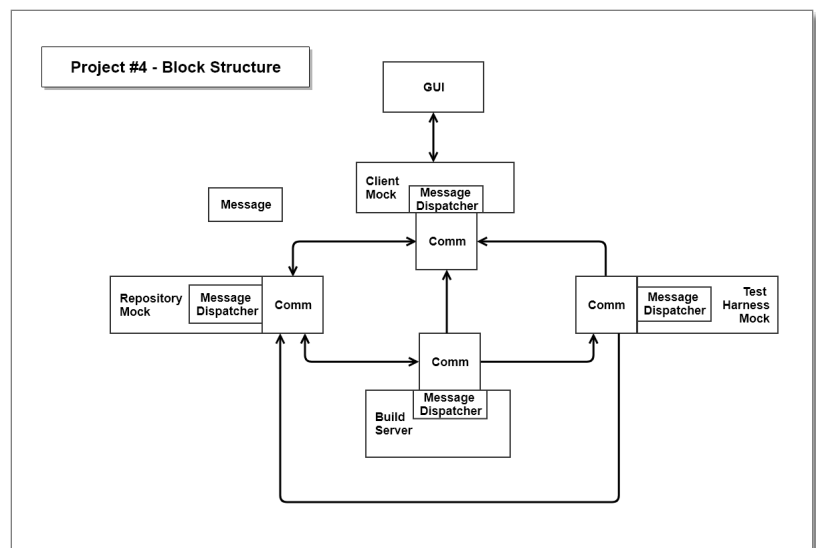 Project #4 - Block Structure
GUI
Client
Mock
Message
Dispatcher
Message
Comm
Repository
Mock
Message
Dispatcher
Comm
Comm
Message
Dispatcher
Test
Harness
Mock
Comm
Message
Dispatcher
Build
Server